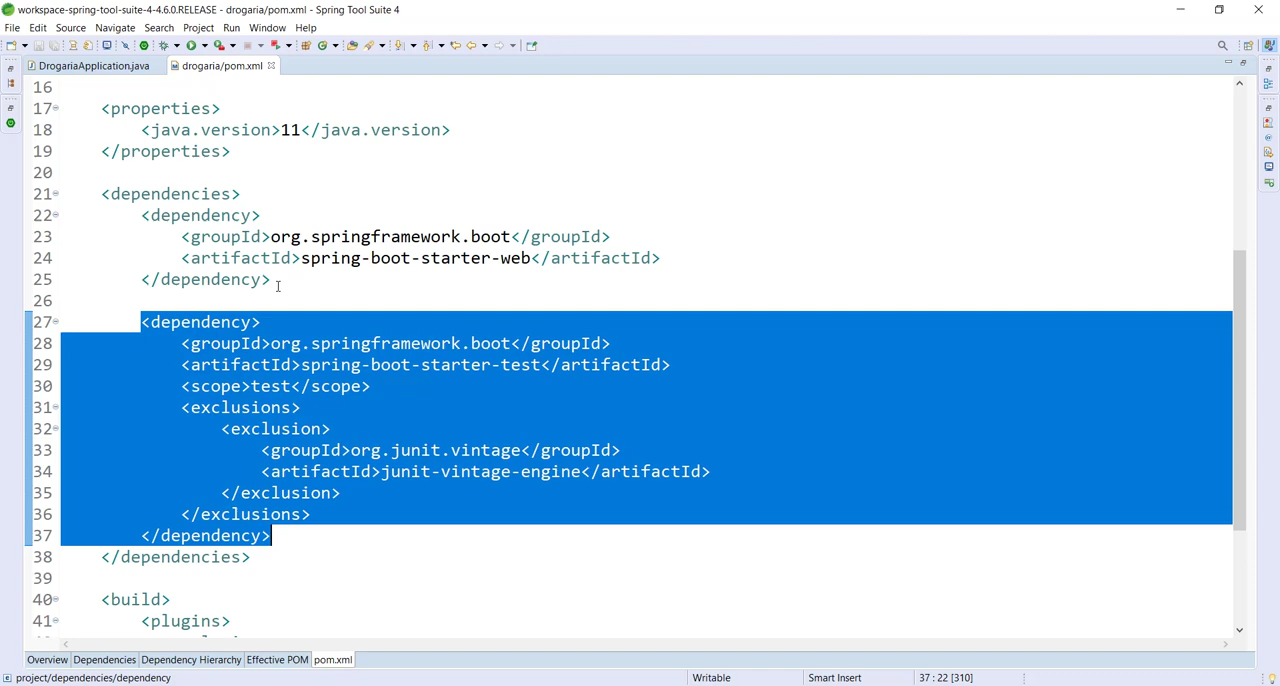 workspace-spring-tool-suite-4-4.6.0.RELEASE - drogaria/pom.xml - Spring Tool Suite 4
File Edit Source Navigate Search Project Run Window Help
DrogariaApplication.java drogaria/pom.xml
16
17 <properties>
18 <java.version>11</java.version>
19 </properties>
20
21 <dependencies>
22 <dependency>
23 <groupId>org.springframework.boot</groupId>
24 <artifactId>spring-boot-starter-web</artifactId>
25 </dependency>
26
27 <dependency>
28 <groupId>org.springframework.boot</groupId>
29 <artifactId>spring-boot-starter-test</artifactId>
30 <scope>test</scope>
31 <exclusions>
32 <exclusion>
33 <groupId>org.junit.vintage</groupId>
34 <artifactId>junit-vintage-engine</artifactId>
35 </exclusion>
36 </exclusions>
37 </dependency>
38 </dependencies>
39
40 <build>
41 <plugins>
Overview Dependencies Dependency Hierarchy Effective POM pom.xml
project/dependencies/dependency Writable Smart Insert 37 : 22 [310]